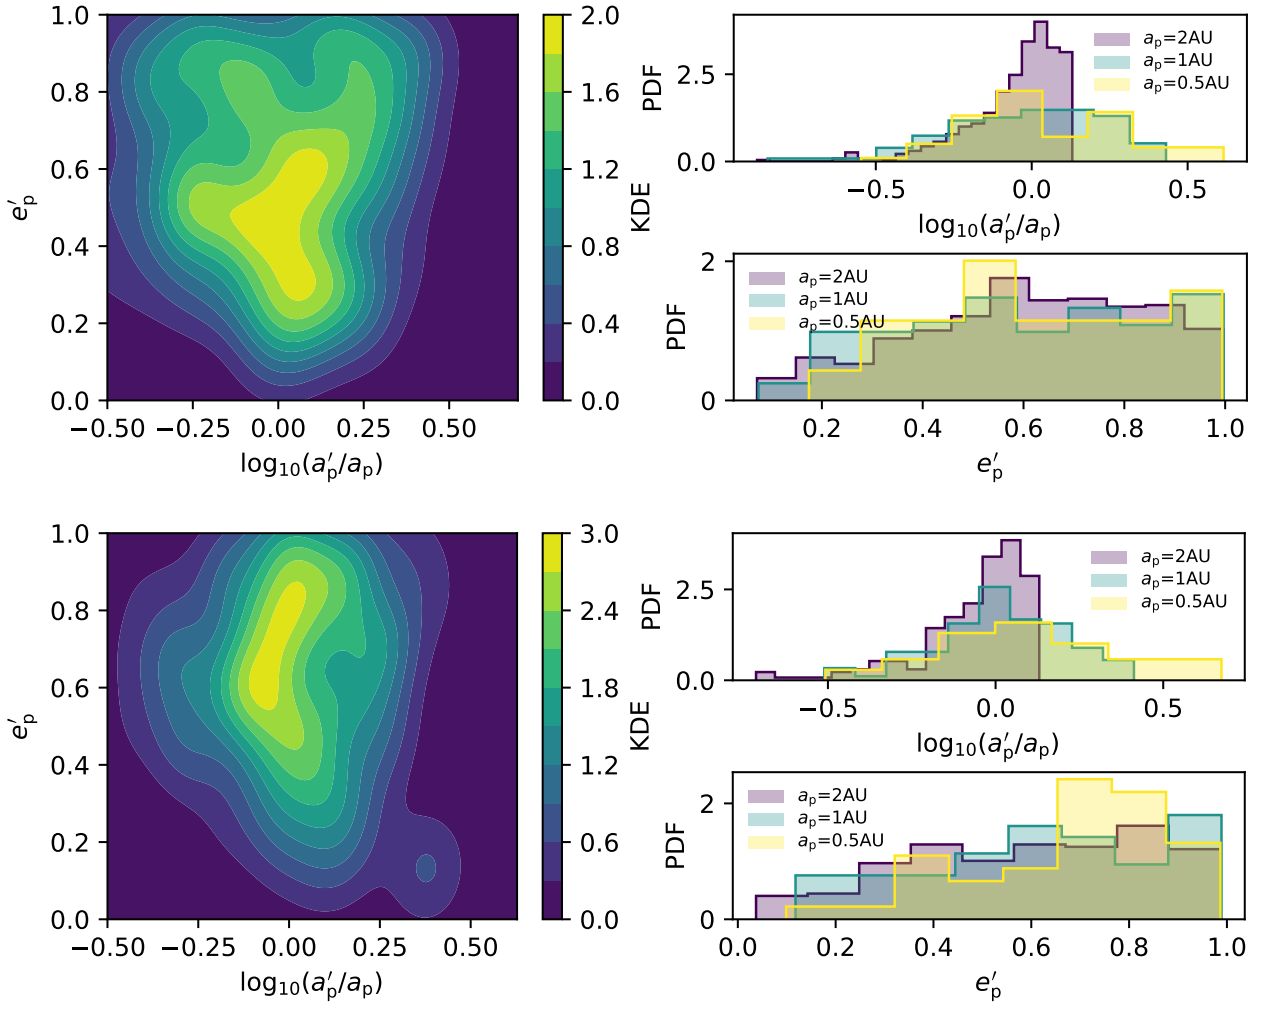 1.0
0.8
0.6
0.4
0.2
0.0
e′p
−0.50 −0.25 0.00 0.25 0.50
log10(a′p/ap)
2.0
1.6
1.2
0.8
0.4
0.0
KDE
2.5
0.0
PDF
ap=2AU
ap=1AU
ap=0.5AU
−0.5 0.0 0.5
log10(a′p/ap)
2
0
PDF
ap=2AU
ap=1AU
ap=0.5AU
0.2 0.4 0.6 0.8 1.0
e′p
1.0
0.8
0.6
0.4
0.2
0.0
e′p
−0.50 −0.25 0.00 0.25 0.50
log10(a′p/ap)
3.0
2.4
1.8
1.2
0.6
0.0
KDE
2.5
0.0
PDF
ap=2AU
ap=1AU
ap=0.5AU
−0.5 0.0 0.5
log10(a′p/ap)
2
0
PDF
ap=2AU
ap=1AU
ap=0.5AU
0.0 0.2 0.4 0.6 0.8 1.0
e′p